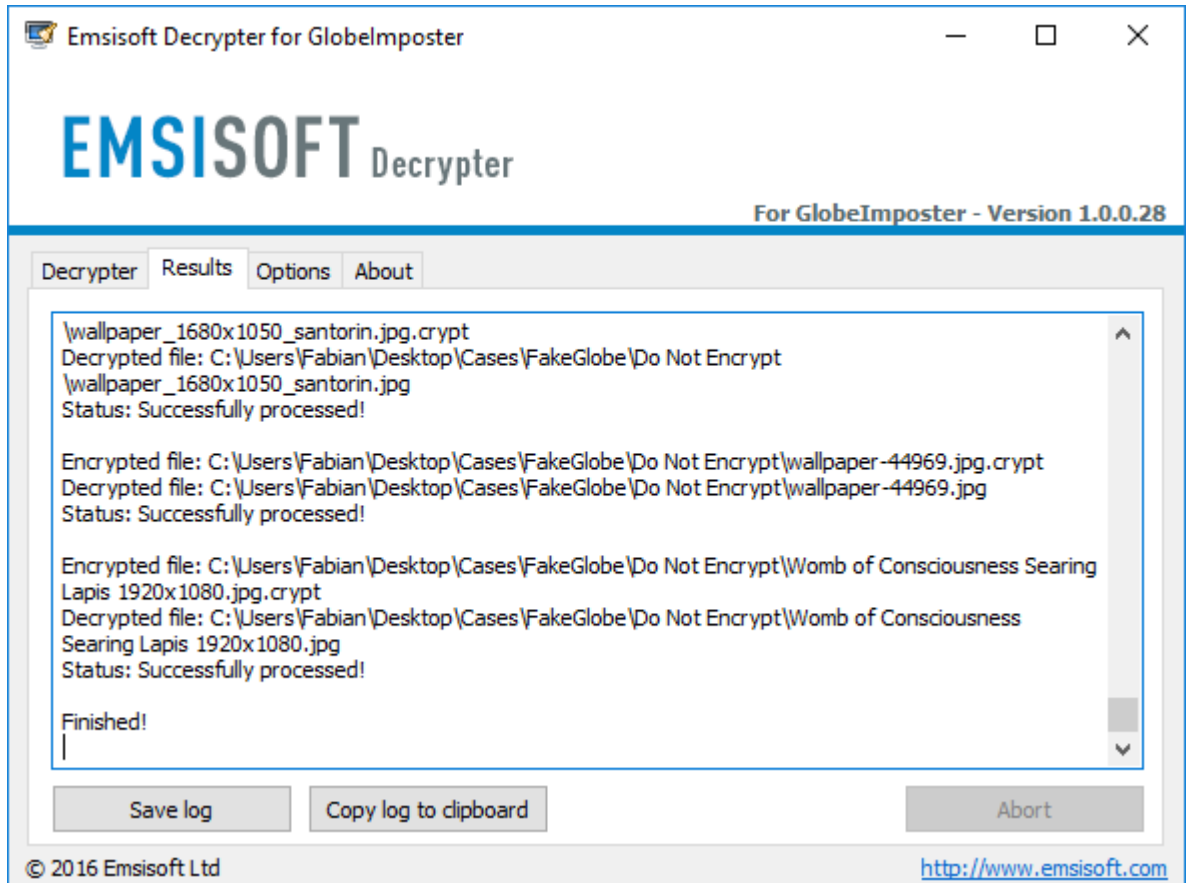 Emsisoft Decrypter for GlobeImposter
EMSISOFT Decrypter
For GlobeImposter - Version 1.0.0.28
Decrypter Results Options About
\wallpaper_1680x1050_santorin.jpg.crypt
Decrypted file: C:\Users\Fabian\Desktop\Cases\FakeGlobe\Do Not Encrypt
\wallpaper_1680x1050_santorin.jpg
Status: Successfully processed!
Encrypted file: C:\Users\Fabian\Desktop\Cases\FakeGlobe\Do Not Encrypt\wallpaper-44969.jpg.crypt
Decrypted file: C:\Users\Fabian\Desktop\Cases\FakeGlobe\Do Not Encrypt\wallpaper-44969.jpg
Status: Successfully processed!
Encrypted file: C:\Users\Fabian\Desktop\Cases\FakeGlobe\Do Not Encrypt\Womb of Consciousness Searing
Lapis 1920x1080.jpg.crypt
Decrypted file: C:\Users\Fabian\Desktop\Cases\FakeGlobe\Do Not Encrypt\Womb of Consciousness
Searing Lapis 1920x1080.jpg
Status: Successfully processed!
Finished!
Save log Copy log to clipboard Abort
© 2016 Emsisoft Ltd http://www.emsisoft.com